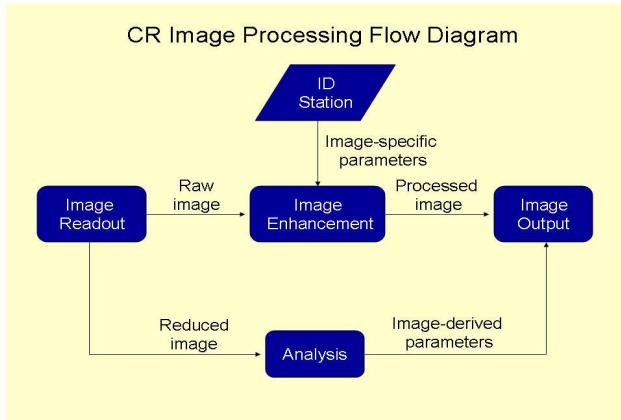 CR Image Processing Flow Diagram
ID
Station
Image-specific
parameters
Image
Readout
Raw
image
Image
Enhancement
Processed
image
Image
Output
Reduced
image
Analysis
Image-derived
parameters